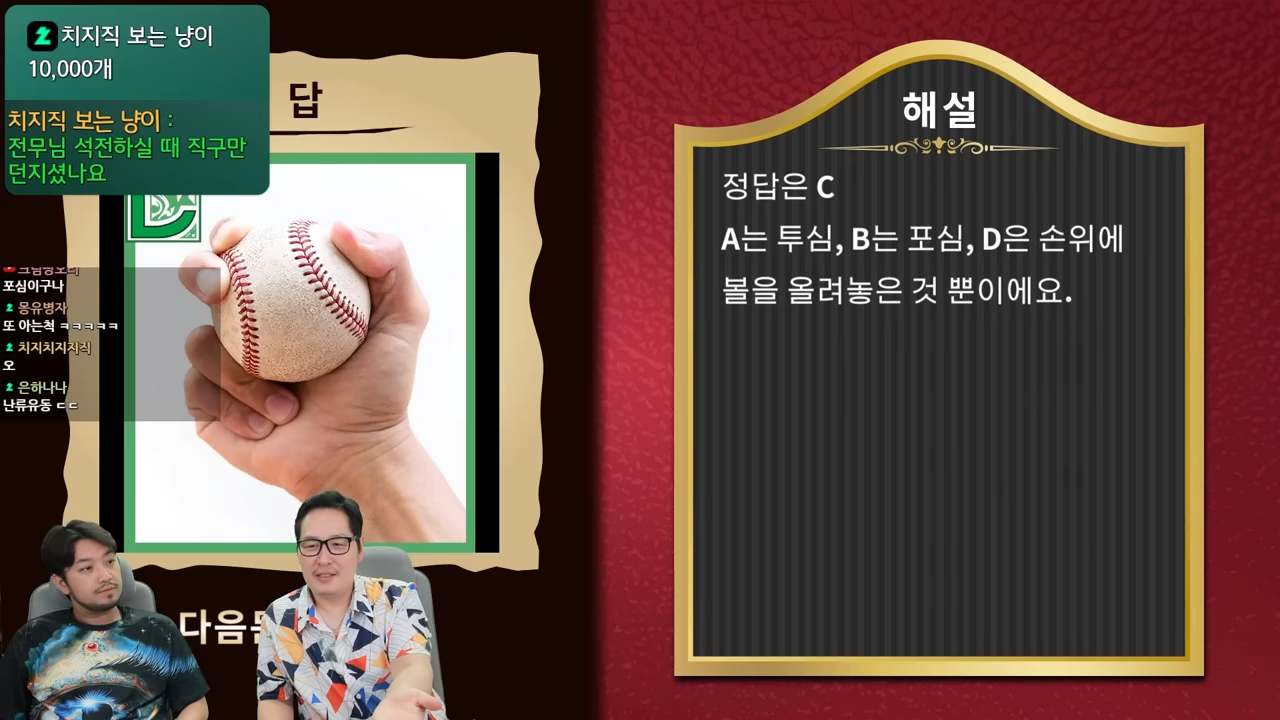 치지직 보는 냥이
10,000개
치지직 보는 냥이 :
전무님 석전하실 때 직구만
던지셨나요
답
포심이구나
몽유병자
또 아는척 ㅋㅋㅋㅋㅋ
치지치지지직
오
은하나나
난류유동 ㄷㄷ
다음
해설
정답은 C
A는 투심, B는 포심, D은 손위에
볼을 올려놓은 것 뿐이에요.